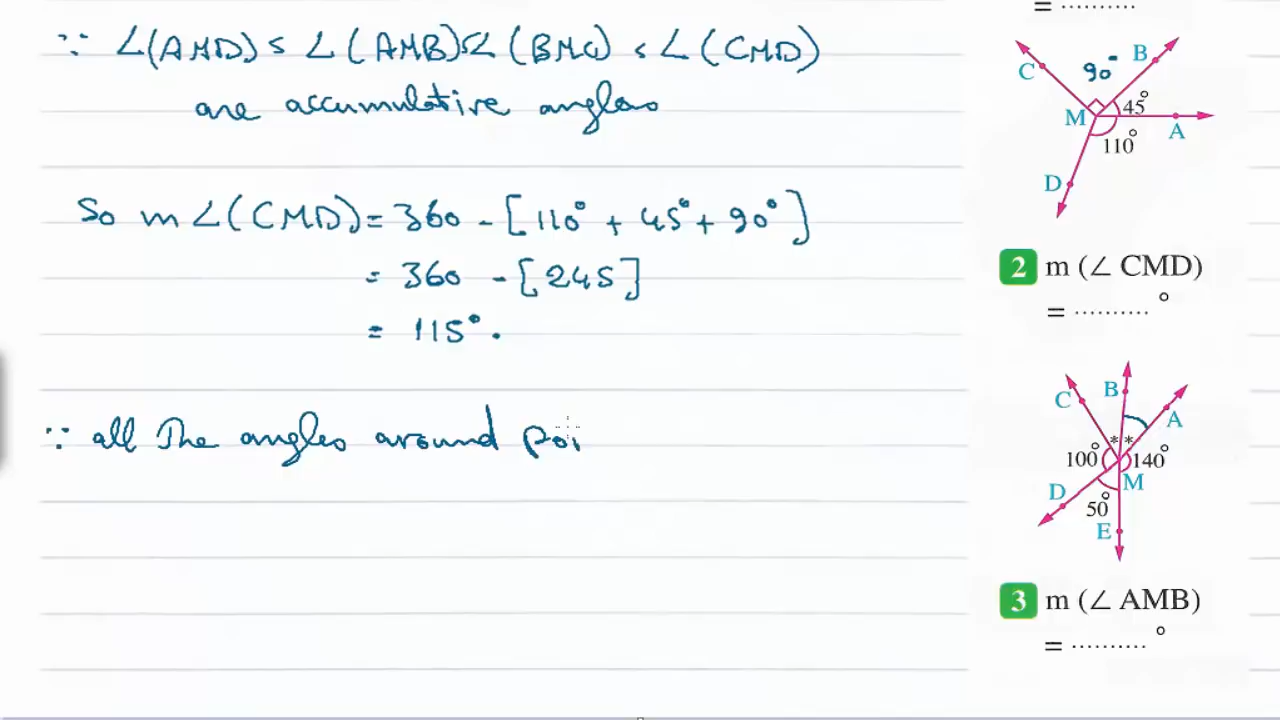 ∵ ∠(AMD) ، ∠(AMB) ، ∠(BMC) ، ∠(CMD)
are accumulative angles
So m ∠(CMD) = 360 - [110° + 45° + 90°]
= 360 - [245]
= 115°.
∵ all The angles around poi
= ..........
C
90°
B
M
45°
A
110°
D
2 m (∠ CMD)
= .......... °
C
B
A
* *
100°
140°
D
M
50°
E
3 m (∠ AMB)
= .......... °